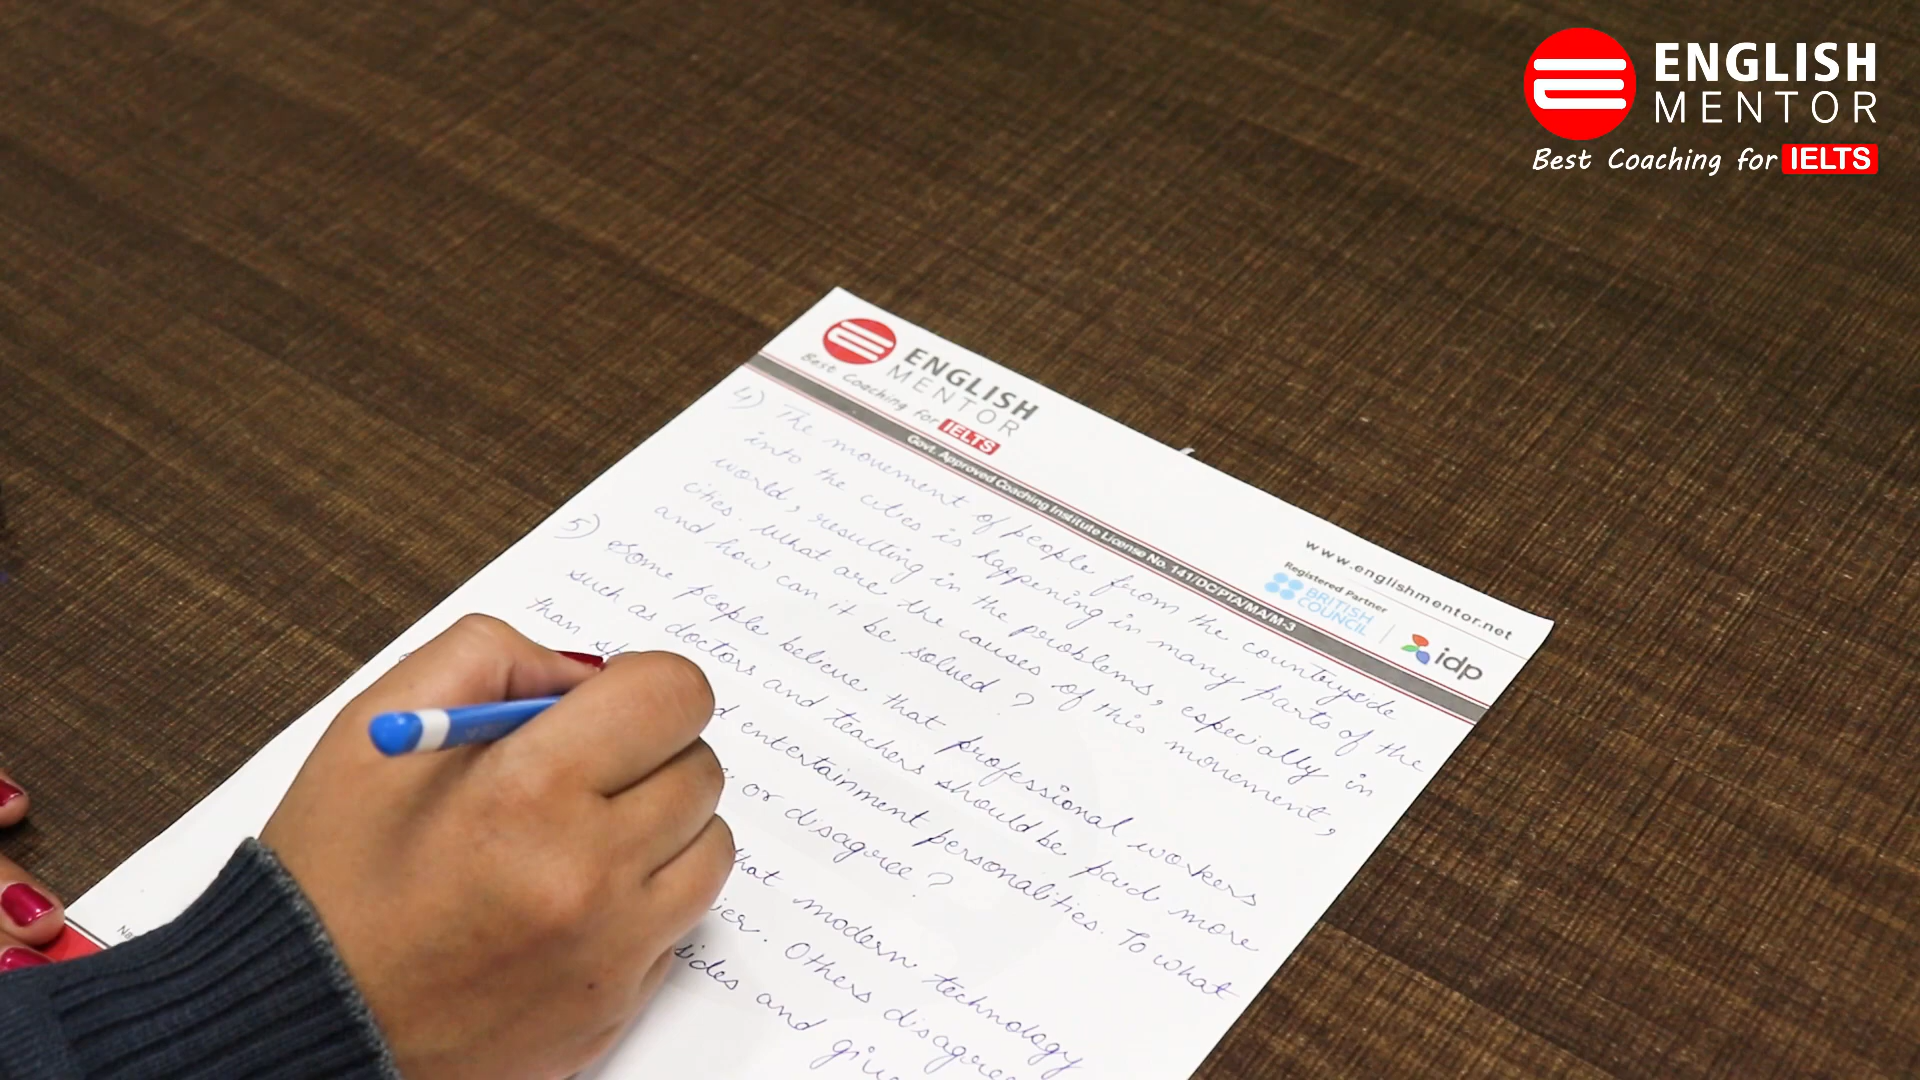 ENGLISH
MENTOR
Best Coaching for IELTS
ENGLISH
MENTOR
Best Coaching for IELTS
www.englishmentor.net
Registered Partner
BRITISH
COUNCIL
idp
Govt. Approved Coaching Institute License No. 141/DC/PTA/MA/M-3
4) The movement of people from the countryside
into the cities is happening in many parts of the
world, resulting in the problems, especially in
cities. What are the causes of this movement,
and how can it be solved?
5) Some people believe that professional workers
such as doctors and teachers should be paid more
than entertainment personalities. To what
or disagree?
that modern technology
Others disagree
sides and